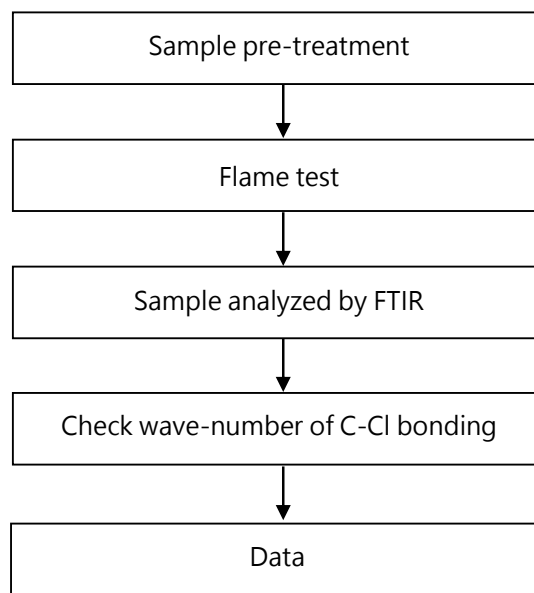 Sample pre-treatment
Flame test
Sample analyzed by FTIR
Check wave-number of C-Cl bonding
Data